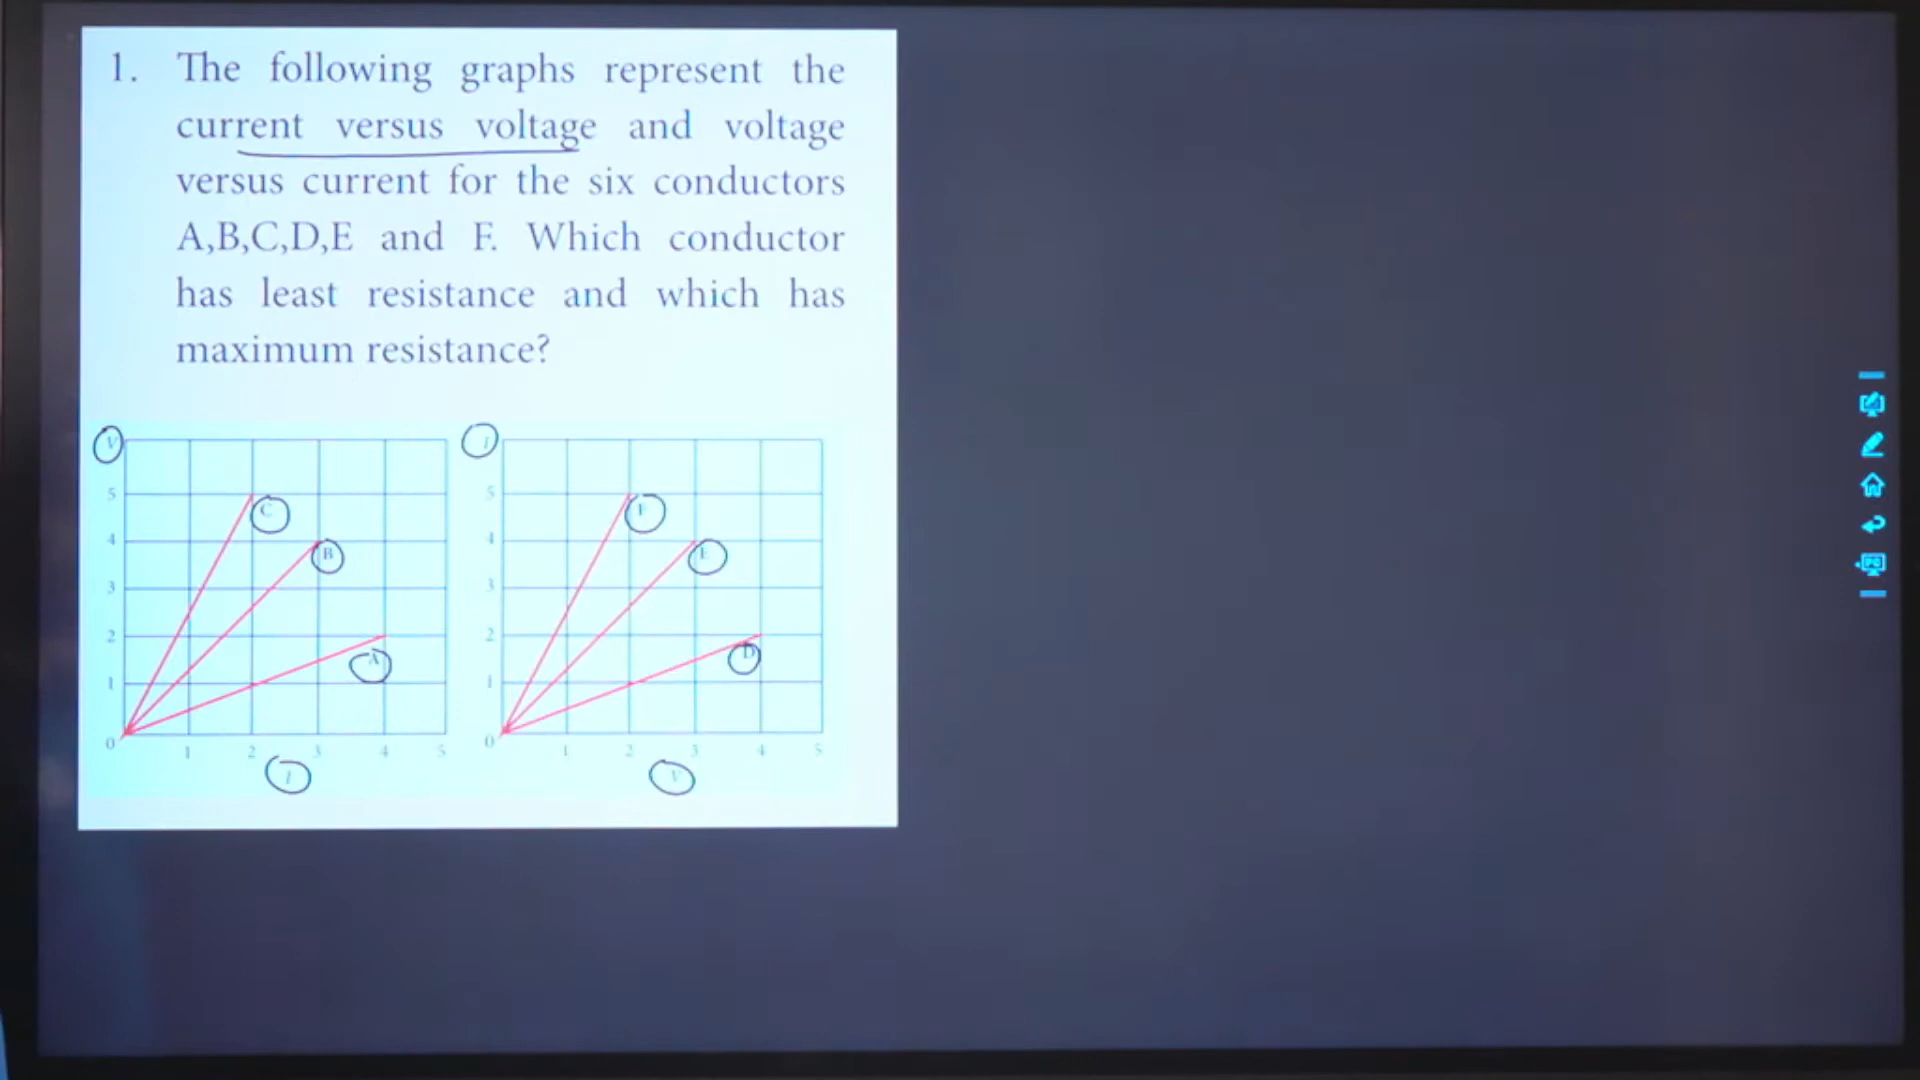 1. The following graphs represent the
current versus voltage and voltage
versus current for the six conductors
A,B,C,D,E and F. Which conductor
has least resistance and which has
maximum resistance?
V
5
4
3
2
1
0
1 2 3 4 5
I
C
B
A
I
5
4
3
2
1
0
1 2 3 4 5
V
F
E
D